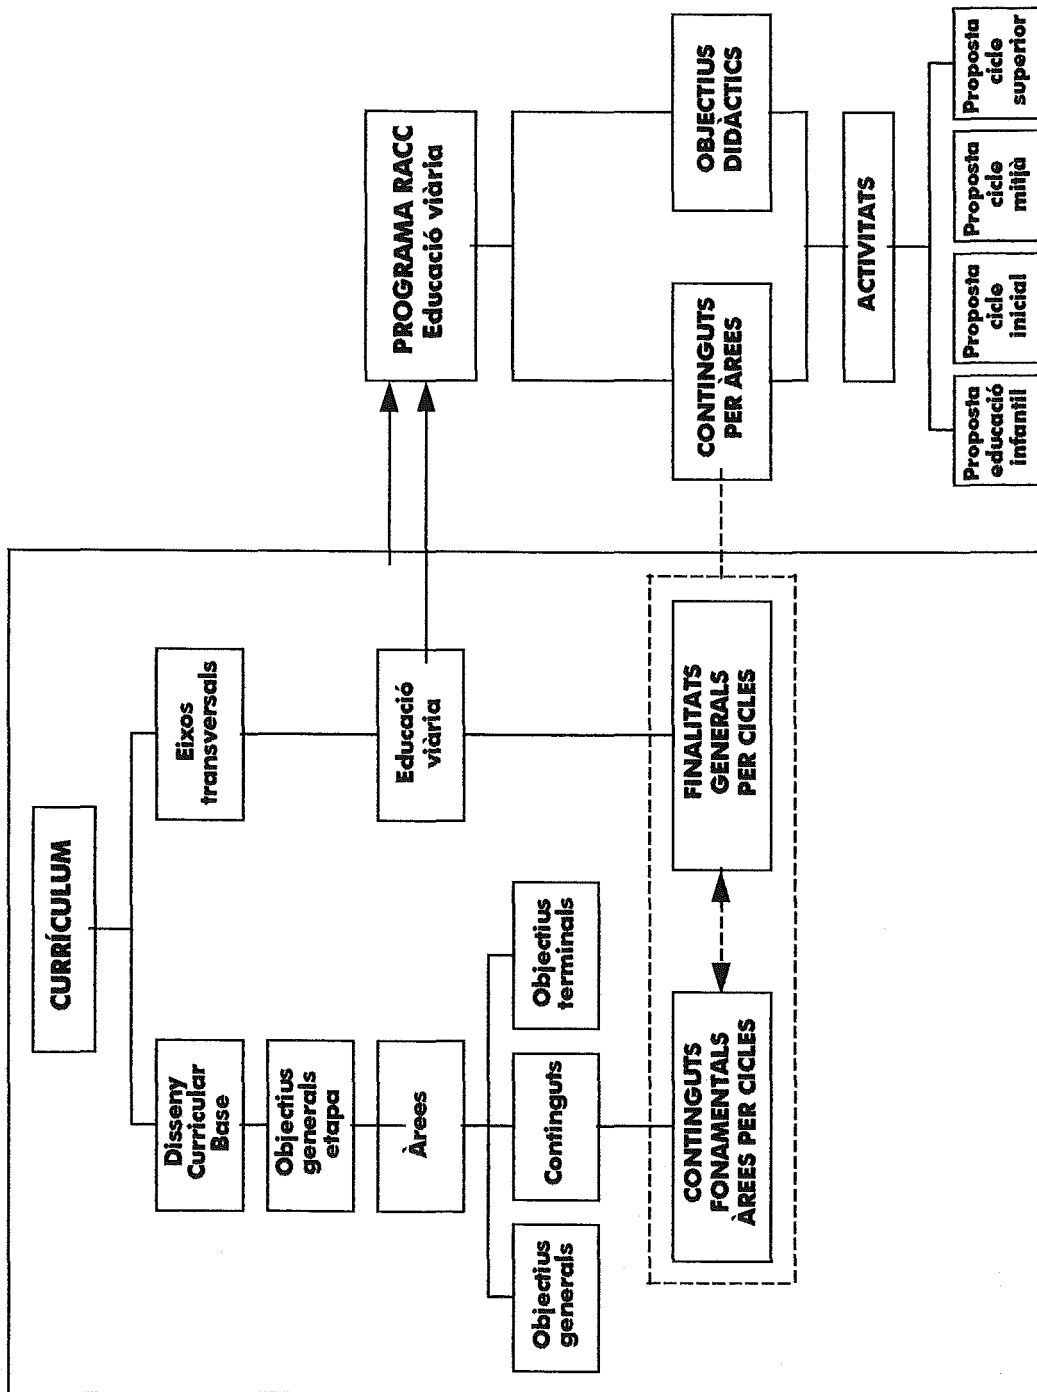 CURRÍCULUM
Disseny
Curricular
Base
Eixos
transversals
Objectius
generals
etapa
Àrees
Educació
viària
Objectius
generals
Continguts
Objectius
terminals
CONTINGUTS
FONAMENTALS
ÀREES PER CICLES
FINALITATS
GENERALS
PER CICLES
PROGRAMA RACC
Educació viària
CONTINGUTS
PER ÀREES
OBJECTIUS
DIDÀCTICS
ACTIVITATS
Proposta
educació
infantil
Proposta
cicle
inicial
Proposta
cicle
mitjà
Proposta
cicle
superior